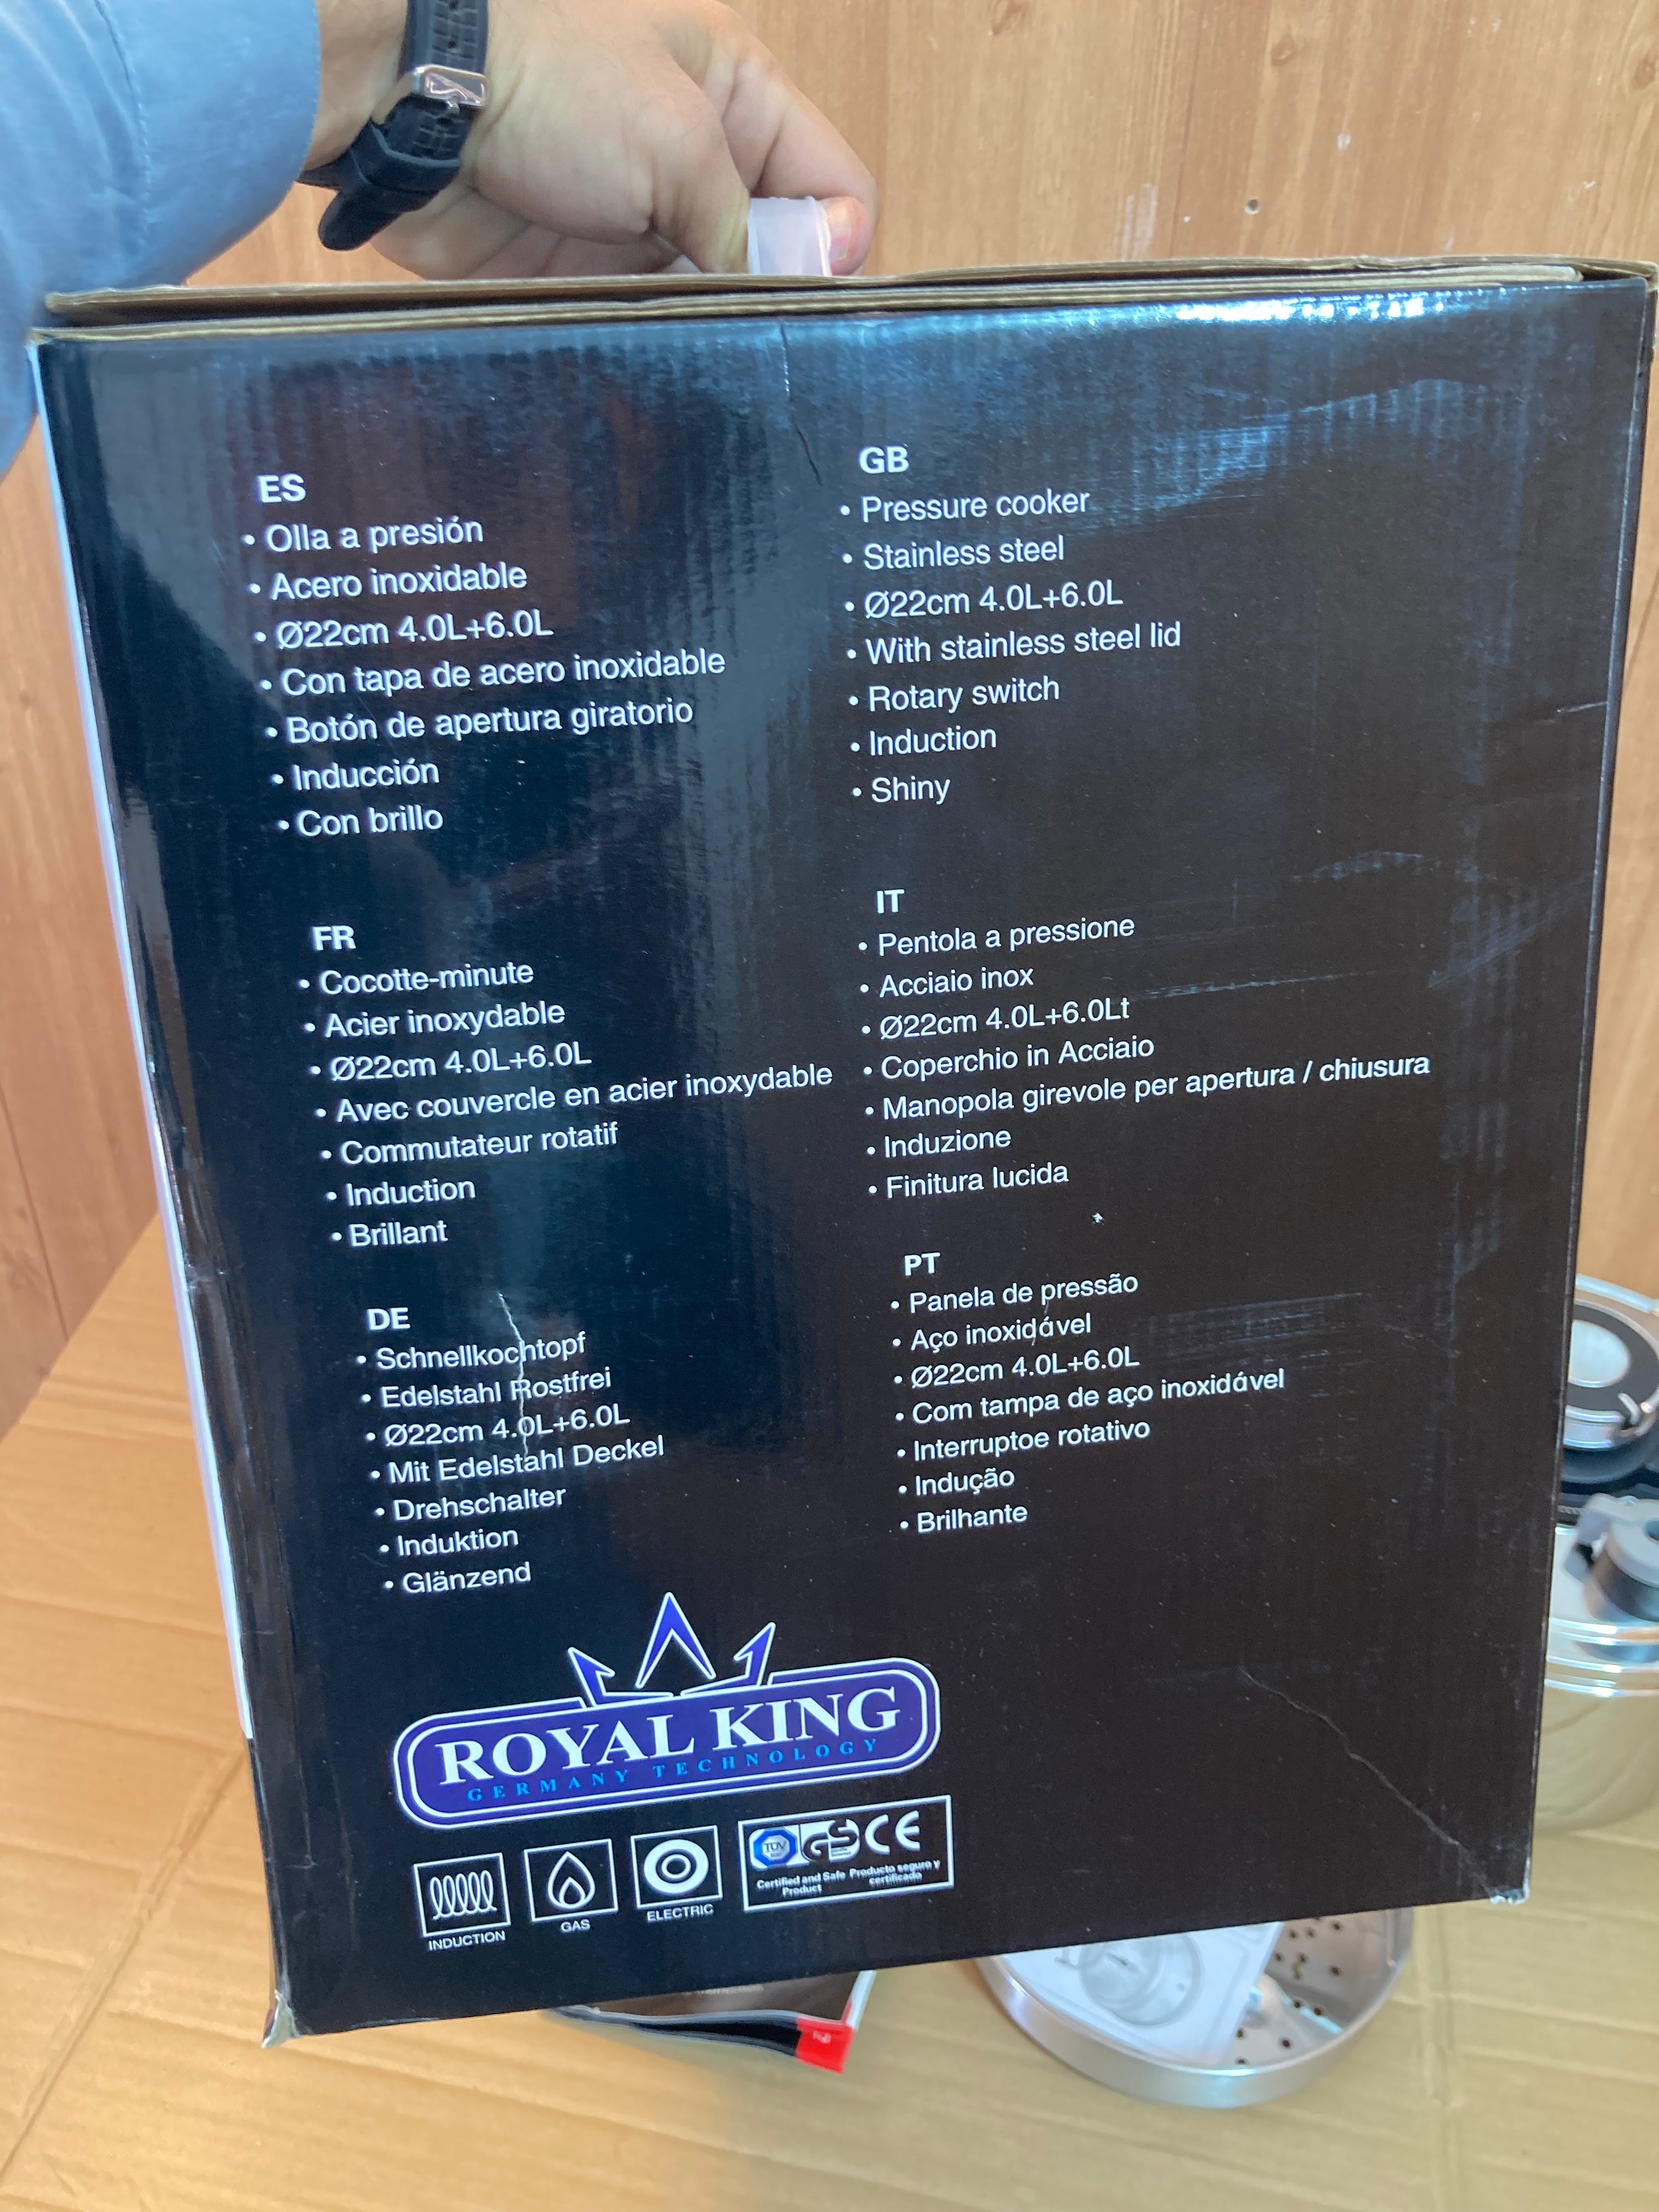 ES
• Olla a presión
• Acero inoxidable
• Ø22cm 4.0L+6.0L
• Con tapa de acero inoxidable
• Botón de apertura giratorio
• Inducción
• Con brillo
GB
• Pressure cooker
• Stainless steel
• Ø22cm 4.0L+6.0L
• With stainless steel lid
• Rotary switch
• Induction
• Shiny
FR
• Cocotte-minute
• Acier inoxydable
• Ø22cm 4.0L+6.0L
• Avec couvercle en acier inoxydable
• Commutateur rotatif
• Induction
• Brillant
IT
• Pentola a pressione
• Acciaio inox
• Ø22cm 4.0L+6.0Lt
• Coperchio in Acciaio
• Manopola girevole per apertura / chiusura
• Induzione
• Finitura lucida
DE
• Schnellkochtopf
• Edelstahl Rostfrei
• Ø22cm 4.0L+6.0L
• Mit Edelstahl Deckel
• Drehschalter
• Induktion
• Glänzend
PT
• Panela de pressão
• Aço inoxidável
• Ø22cm 4.0L+6.0L
• Com tampa de aço inoxidável
• Interruptoe rotativo
• Indução
• Brilhante
ROYAL KING
GERMANY TECHNOLOGY
INDUCTION
GAS
ELECTRIC
TÜV GS CE
Certified and Safe Product
Producto seguro y certificado